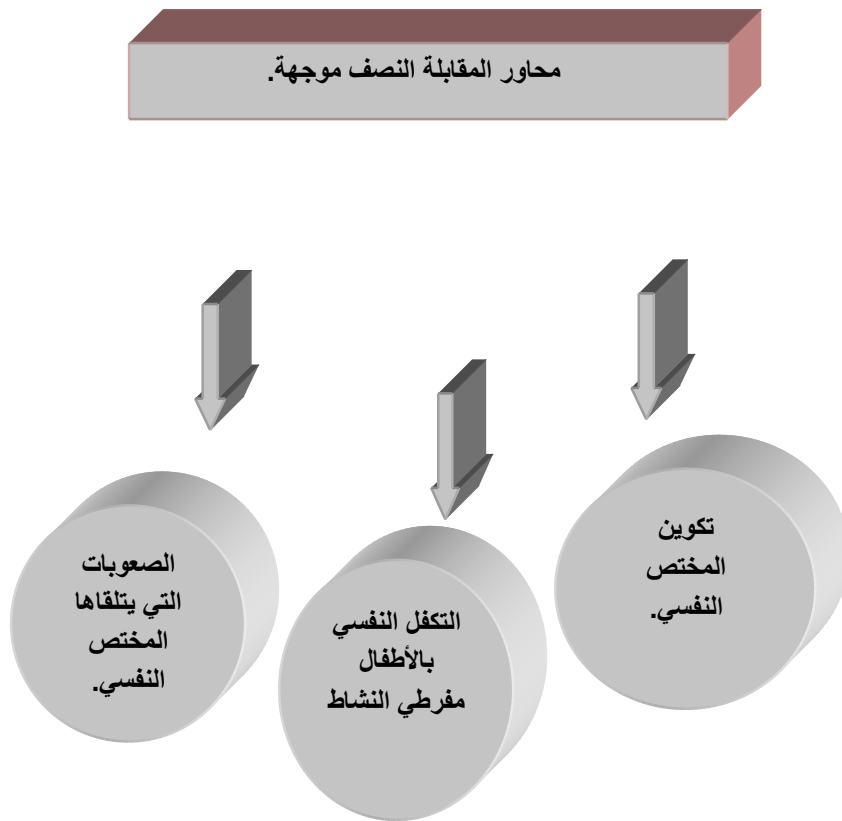 محاور المقابلة النصف موجهة.
تكوين
المختص
النفسي.
التكفل النفسي
بالأطفال
مفرطي النشاط
الصعوبات
التي يتلقاها
المختص
النفسي.